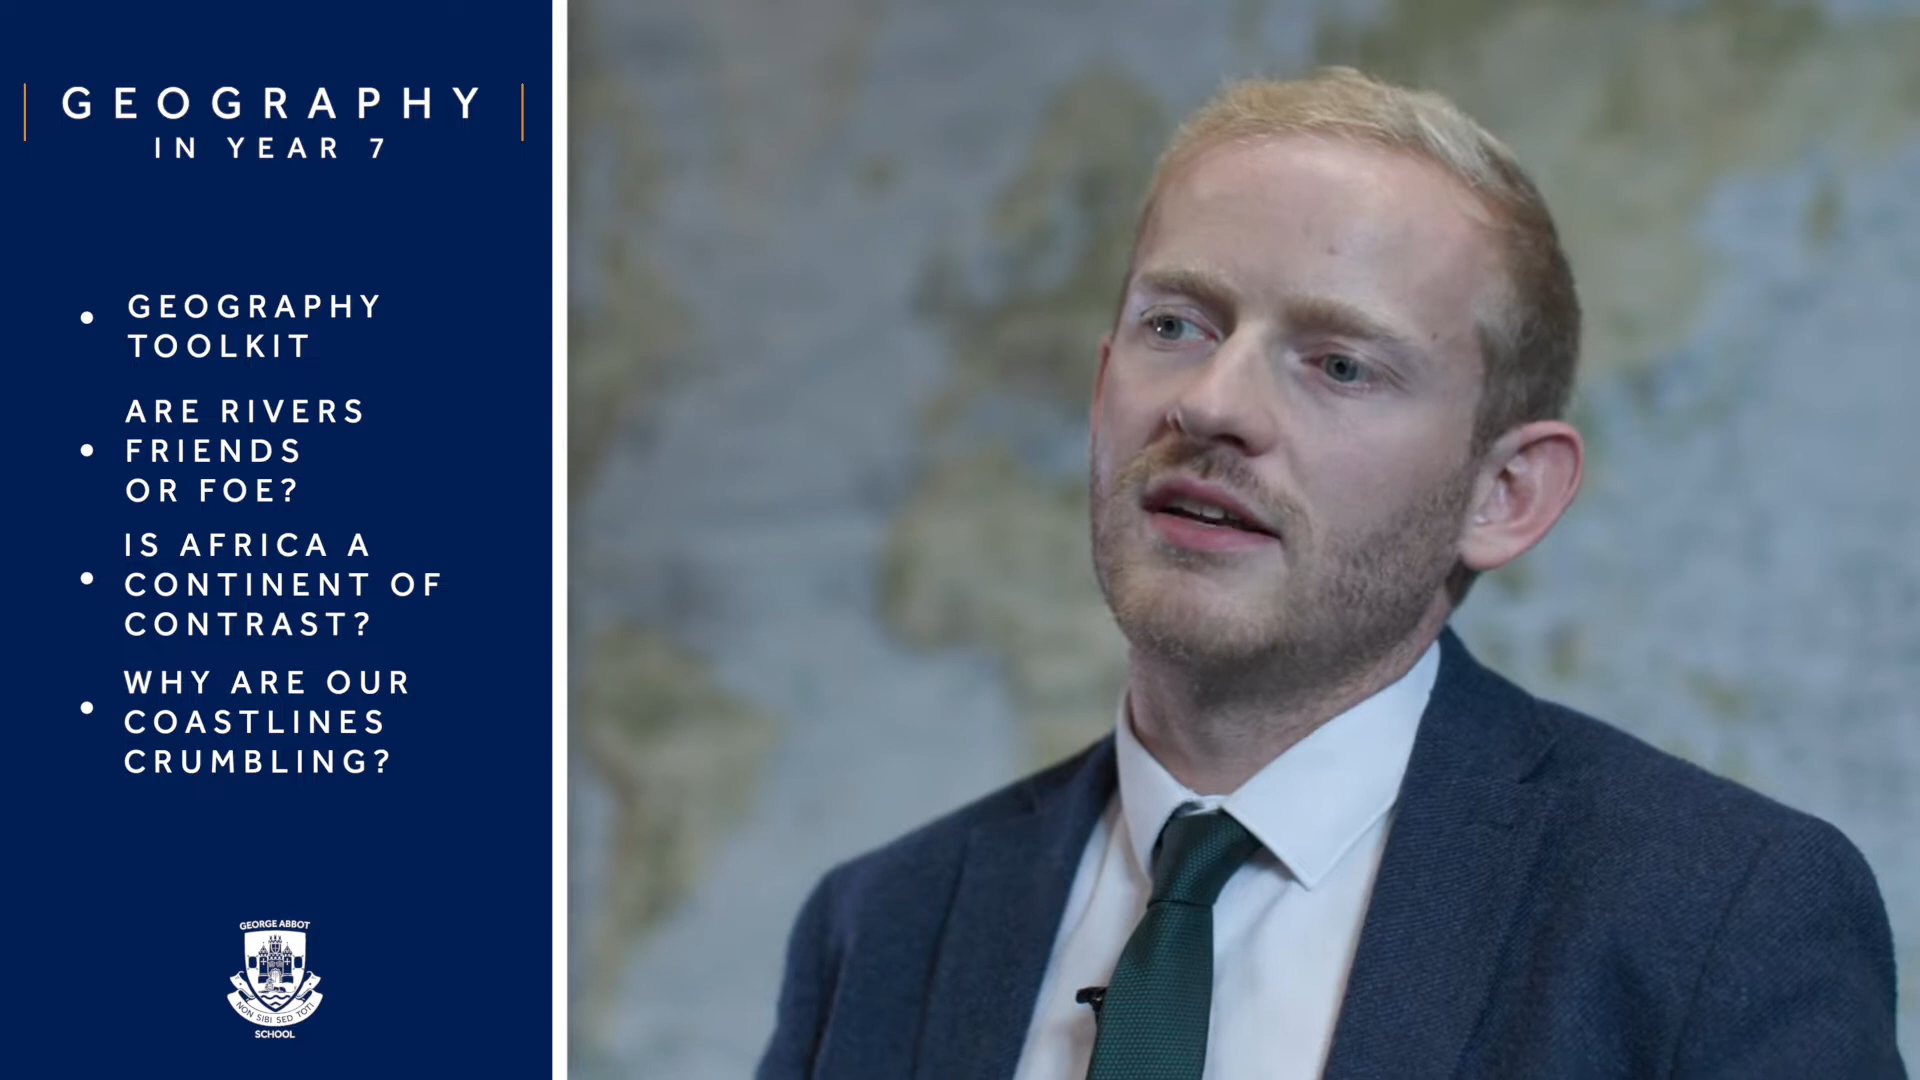 GEOGRAPHY
IN YEAR 7
GEOGRAPHY
TOOLKIT
ARE RIVERS
FRIENDS
OR FOE?
IS AFRICA A
CONTINENT OF
CONTRAST?
WHY ARE OUR
COASTLINES
CRUMBLING?
GEORGE ABBOT
NON SIBI SED TOTI
SCHOOL